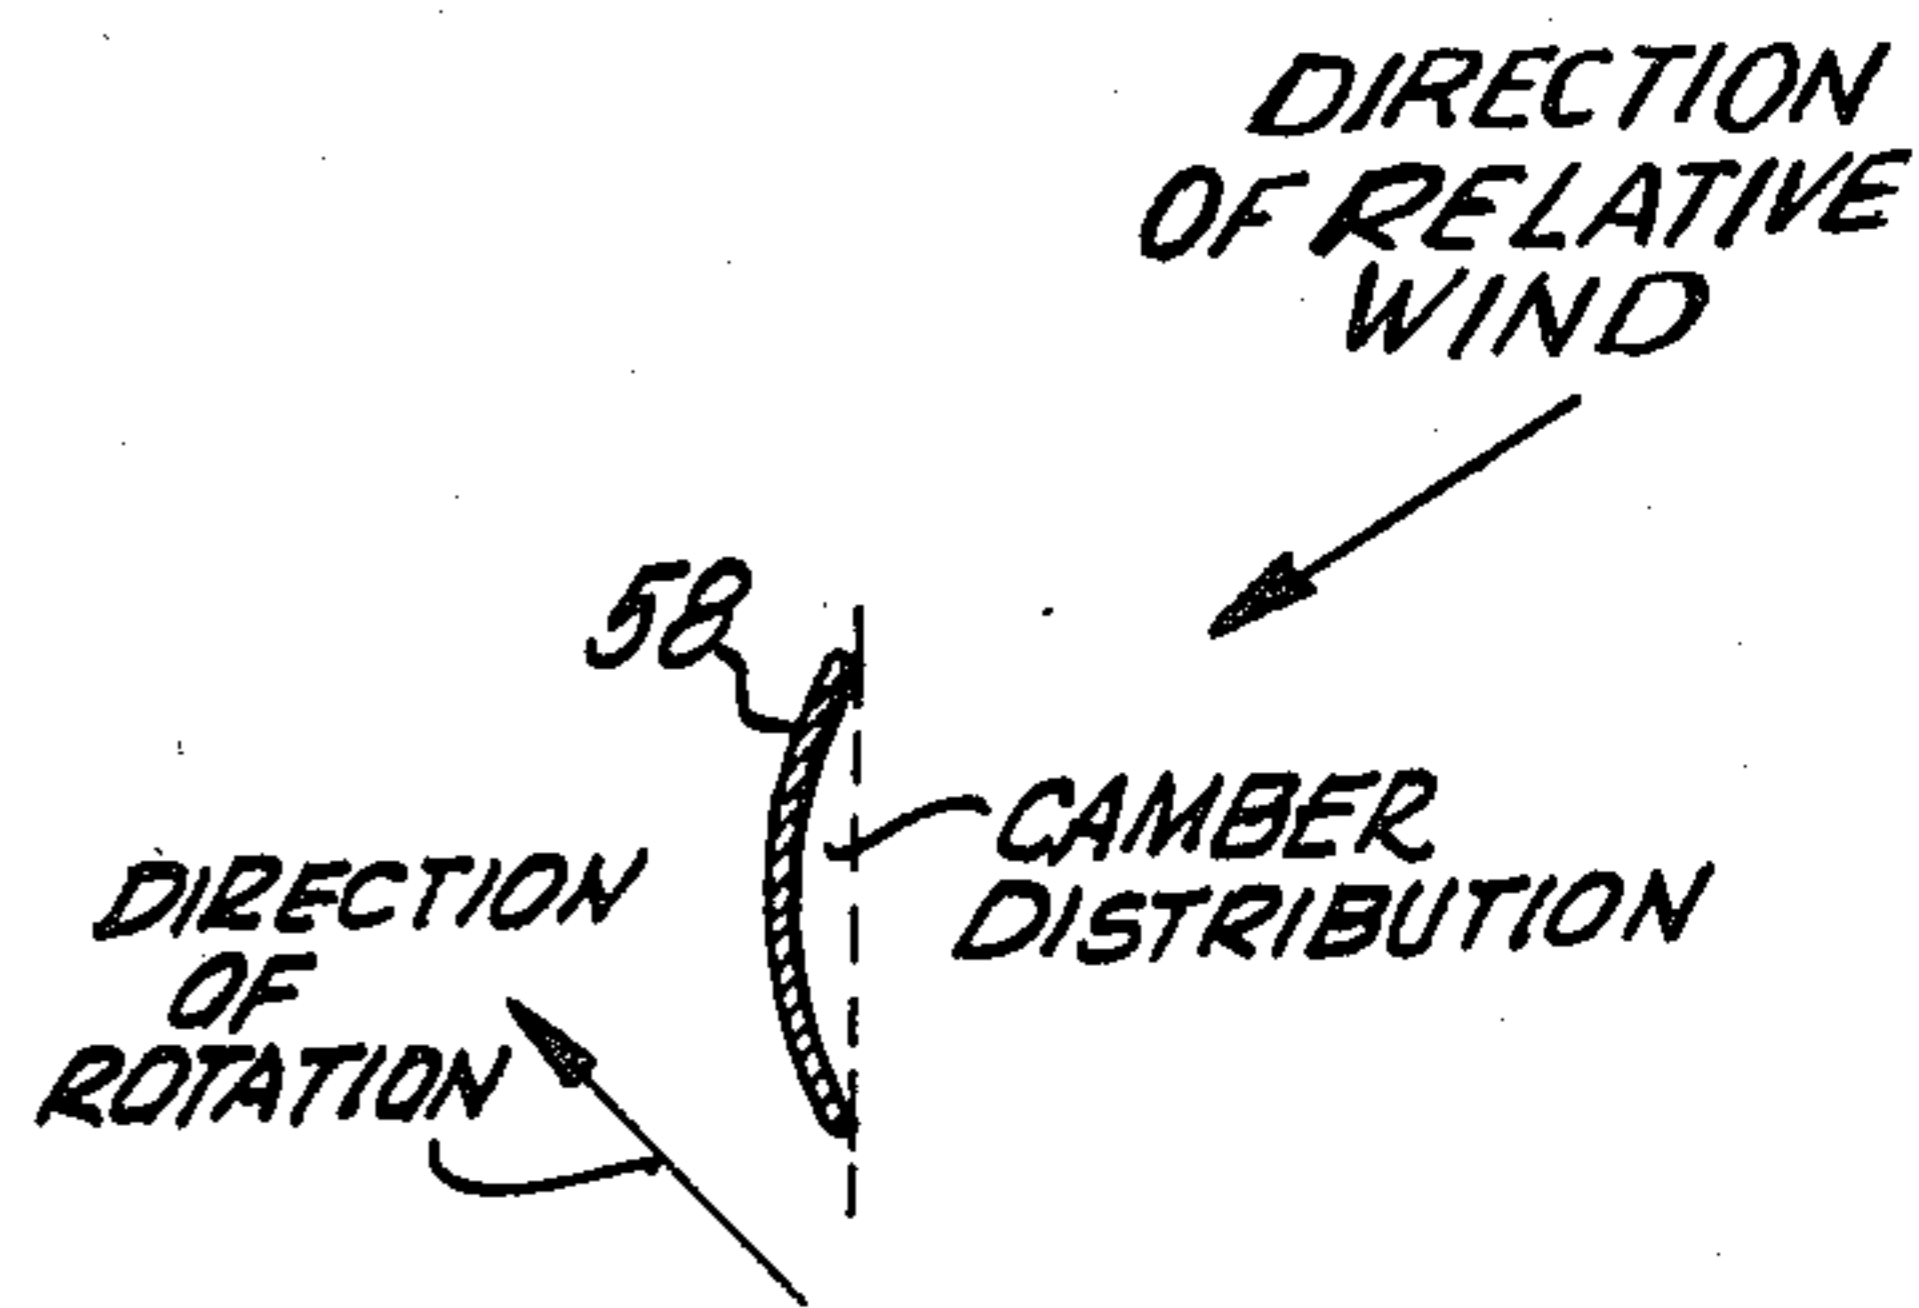 DIRECTION
OF RELATIVE
WIND
58
CAMBER
DISTRIBUTION
DIRECTION
OF
ROTATION